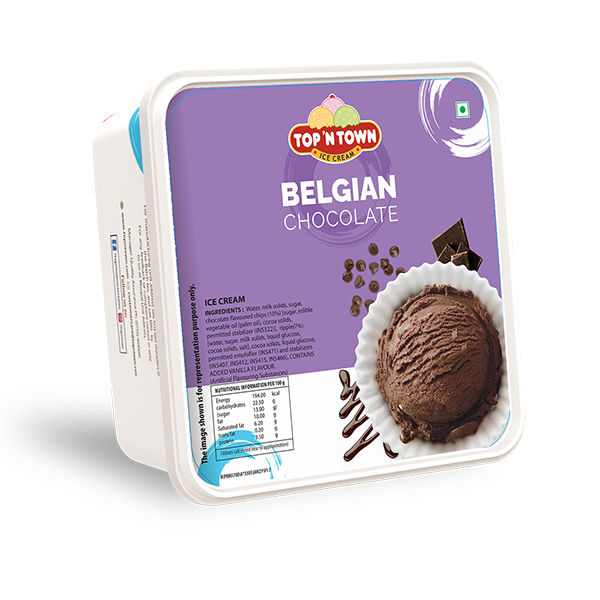 TOP 'N TOWN
ICE CREAM
BELGIAN
CHOCOLATE
The image shown is for representation purpose only.
ICE CREAM
INGREDIENTS : Water, milk solids, sugar,
chocolate flavoured chips (10%) [sugar, edible
vegetable oil (palm oil), cocoa solids,
permitted stabilizer (INS322)], ripple(7%)
(water, sugar, milk solids, liquid glucose,
cocoa solids, salt), cocoa solids, liquid glucose,
permitted emulsifier (INS471) and stabilizers
(INS407, INS412, INS415, INS466), CONTAINS
ADDED VANILLA FLAVOUR.
(Artificial Flavouring Substances)
NUTRITIONAL INFORMATION PER 100 g
Energy 194.00 kcal
carbohydrates 22.50 g
(sugar 13.00 g)
fat 10.00 g
Saturated fat 6.20 g
trans fat 0.20 g
protein 3.50 g
(Values calculated near to approximation)